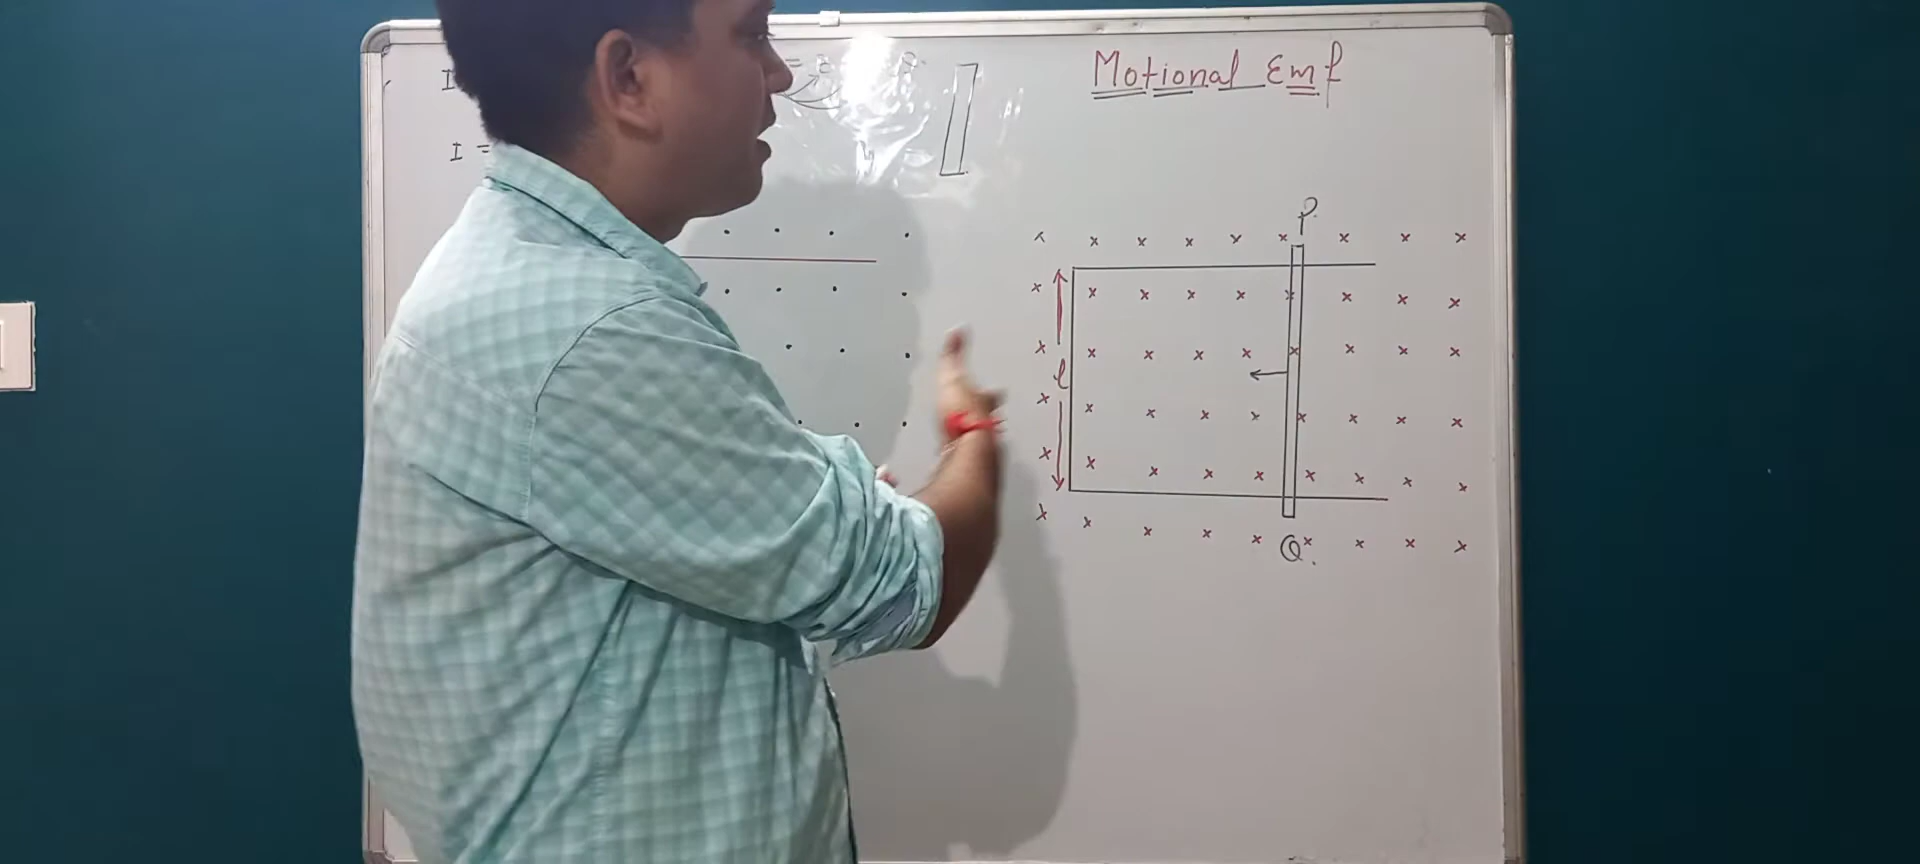 Motional Emf
I
I =
P.
l
Q.